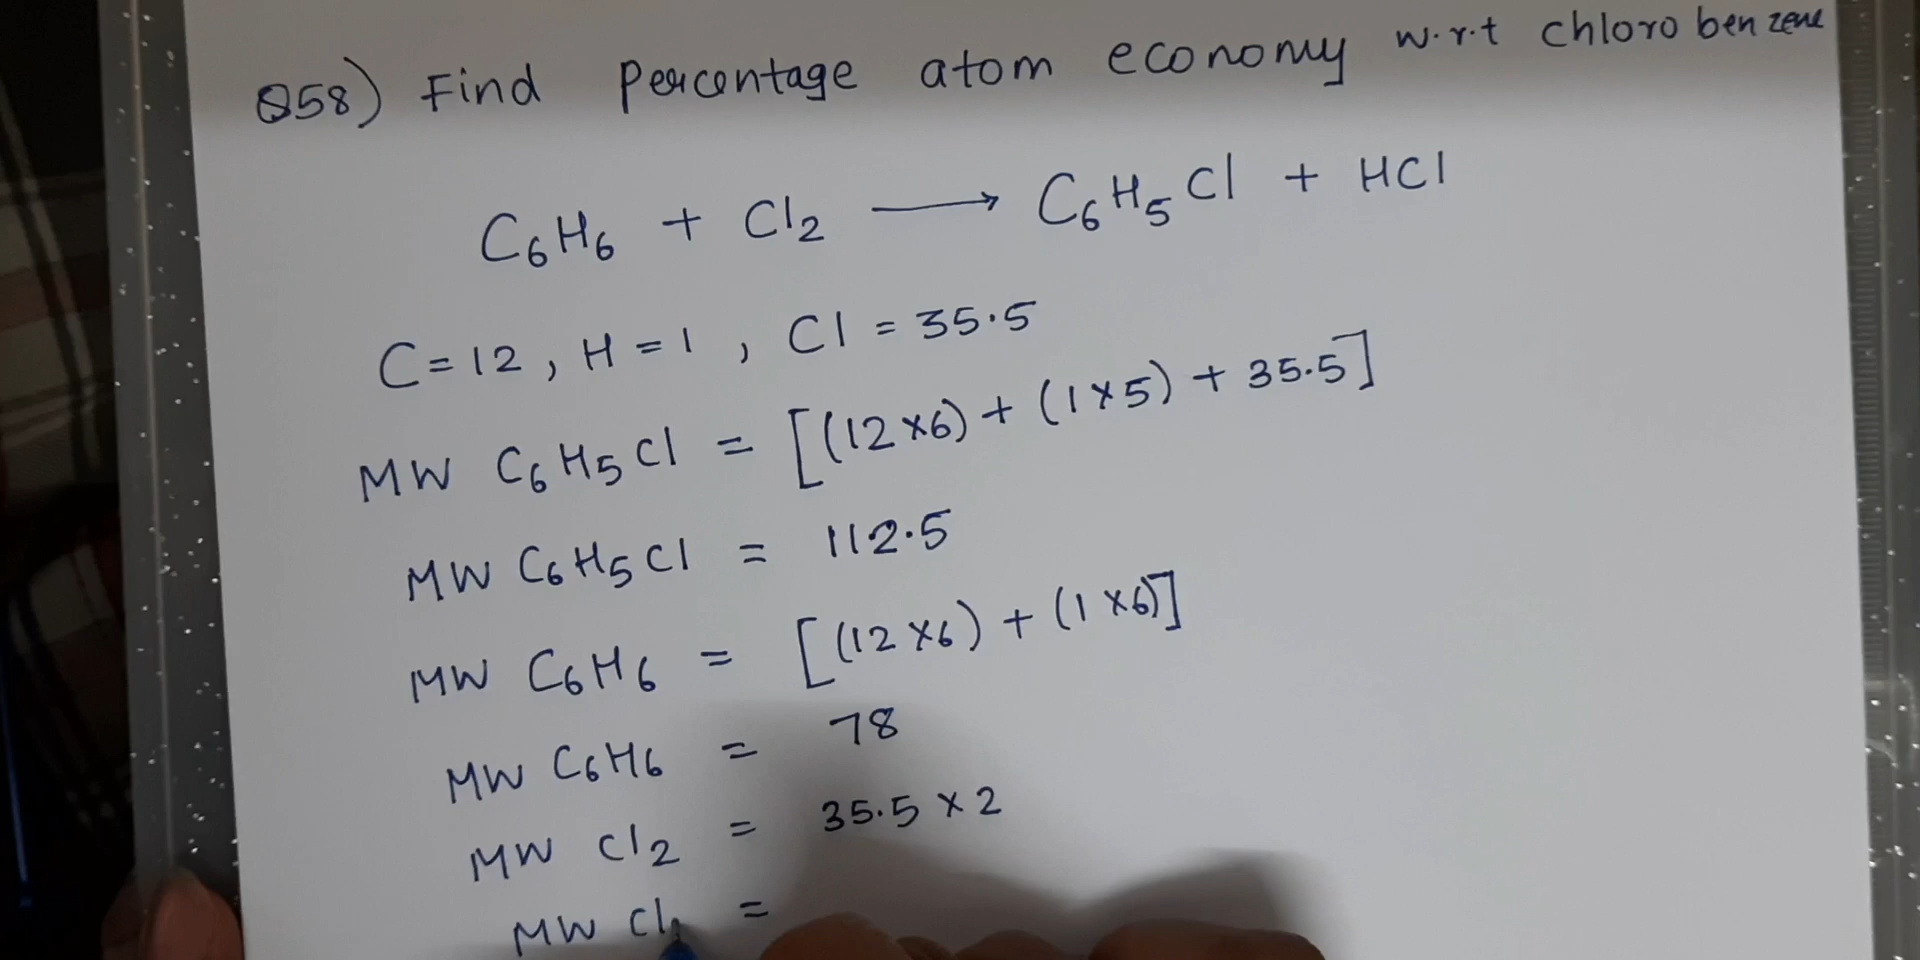 Q58) Find Percentage atom economy w.r.t chlorobenzene
C₆H₆ + Cl₂ → C₆H₅Cl + HCl
C=12, H=1, Cl=35.5
MW C₆H₅Cl = [(12×6)+(1×5)+35.5]
MW C₆H₅Cl = 112.5
MW C₆H₆ = [(12×6)+(1×6)]
MW C₆H₆ = 78
MW Cl₂ = 35.5×2
MW Cl =